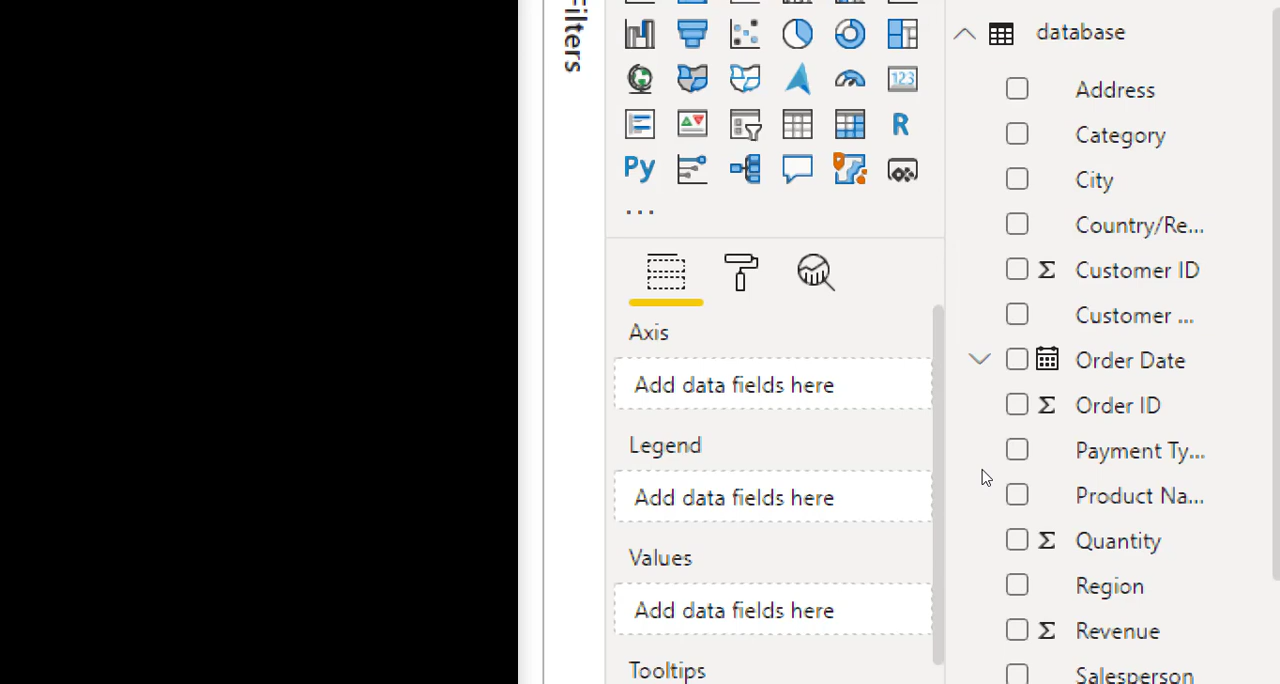 Filters
123
R
Py
...
Axis
Add data fields here
Legend
Add data fields here
Values
Add data fields here
Tooltips
database
Address
Category
City
Country/Re...
Σ Customer ID
Customer ...
Order Date
Σ Order ID
Payment Ty...
Product Na...
Σ Quantity
Region
Σ Revenue
Salesperson